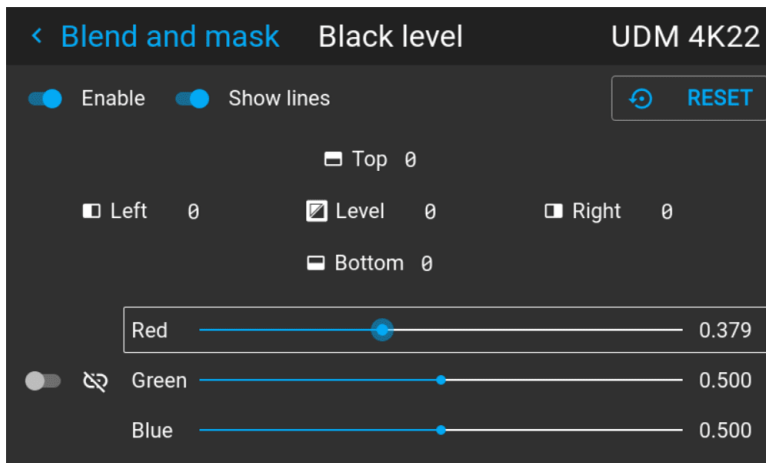 Blend and mask Black level UDM 4K22
Enable Show lines RESET
Top 0
Left 0 Level 0 Right 0
Bottom 0
Red 0.379
Green 0.500
Blue 0.500